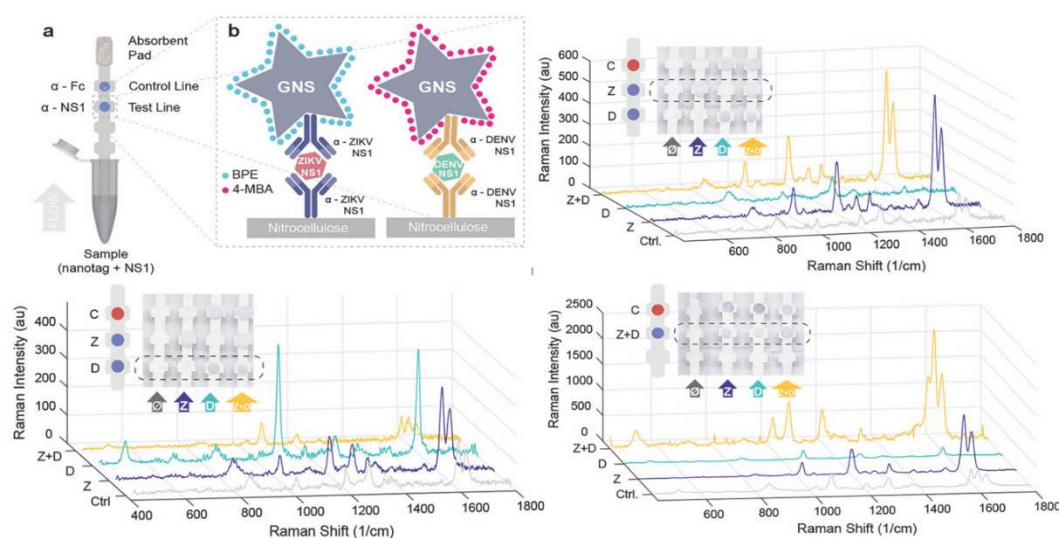 a
Absorbent
Pad
α - Fc
Control Line
α - NS1
Test Line
FLOW
Sample
(nanotag + NS1)
b
GNS
GNS
α - ZIKV
NS1
α - DENV
NS1
ZIKV
NS1
DENV
NS1
BPE
4-MBA
α - ZIKV
NS1
α - DENV
NS1
Nitrocellulose
Nitrocellulose
600
500
400
300
200
100
0
Raman Intensity (au)
C
Z
D
Ø Z D Z+D
Z+D
D
Z
Ctrl.
600 800 1000 1200 1400 1600 1800
Raman Shift (1/cm)
400
300
200
100
0
Raman Intensity (au)
C
Z
D
Ø Z D Z+D
Z+D
D
Z
Ctrl.
400 600 800 1000 1200 1400 1600 1800
Raman Shift (1/cm)
2500
2000
1500
1000
500
0
Raman Intensity (au)
C
Z+D
Ø Z D Z+D
Z+D
D
Z
Ctrl.
600 800 1000 1200 1400 1600 1800
Raman Shift (1/cm)